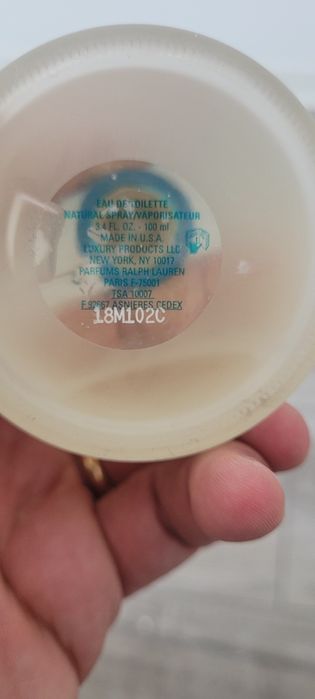 EAU DE TOILETTE
NATURAL SPRAY/VAPORISATEUR
3.4 FL. OZ. - 100 ml
MADE IN U.S.A.
LUXURY PRODUCTS LLC
NEW YORK, NY 10017
PARFUMS RALPH LAUREN
PARIS F-75001
TSA 10007
F 92667 ASNIERES CEDEX
18M102C